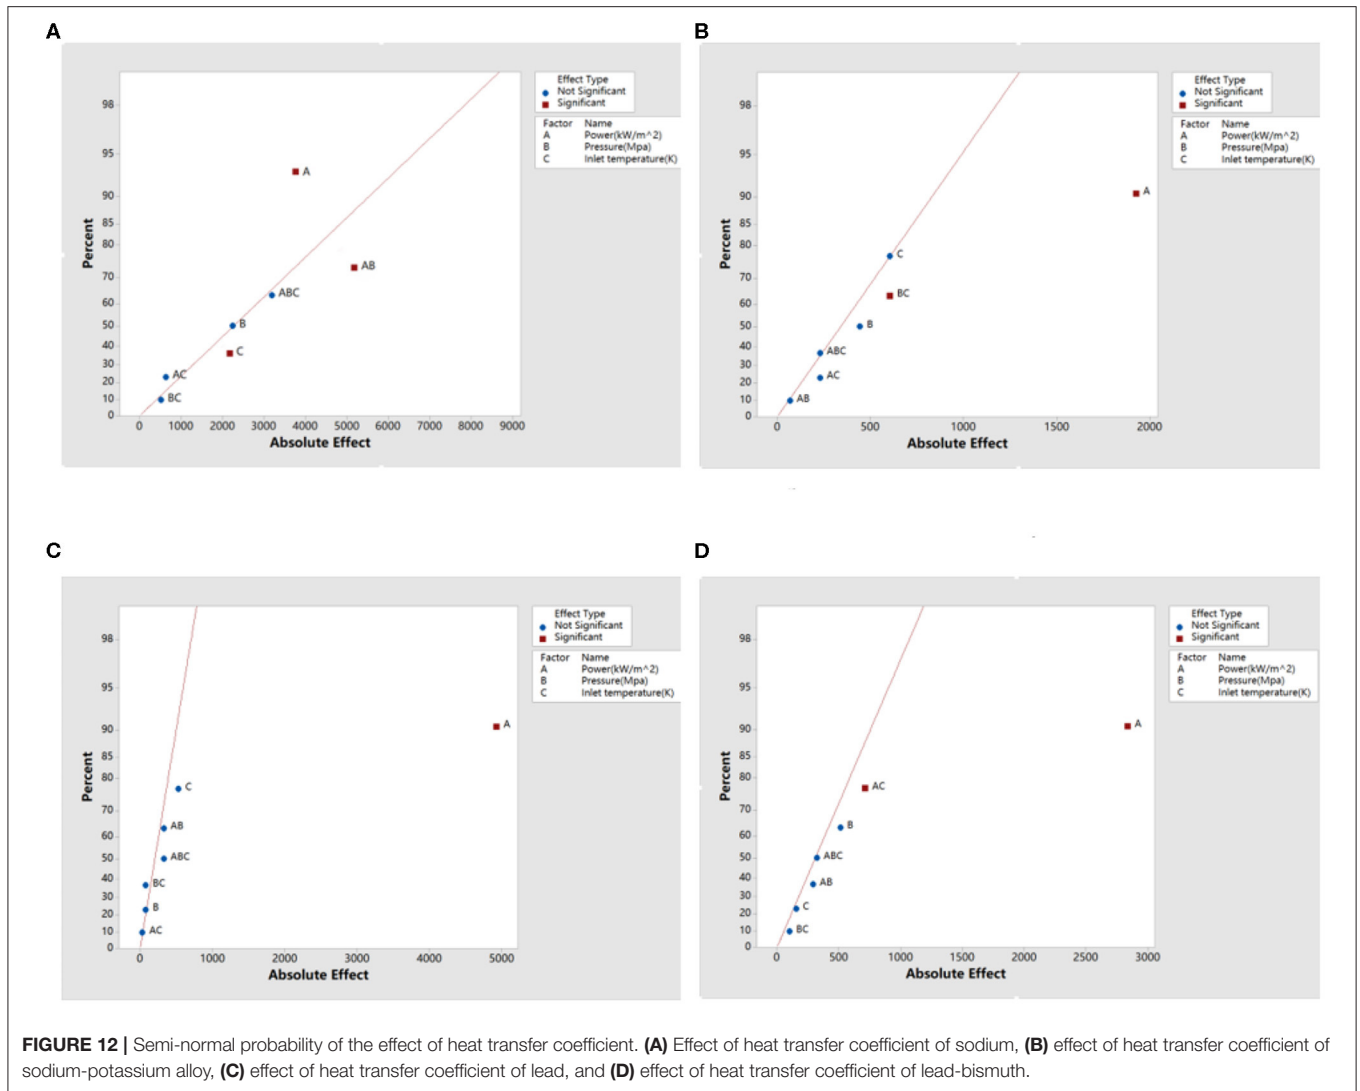 A
Effect Type
Not Significant
Significant
Factor Name
A Power(kW/m^2)
B Pressure(Mpa)
C Inlet temperature(K)
98
95
90
85
80
70
60
50
40
30
20
10
0
Percent
A
AB
ABC
B
C
AC
BC
0 1000 2000 3000 4000 5000 6000 7000 8000 9000
Absolute Effect
B
Effect Type
Not Significant
Significant
Factor Name
A Power(kW/m^2)
B Pressure(Mpa)
C Inlet temperature(K)
98
95
90
85
80
70
60
50
40
30
20
10
0
Percent
A
C
BC
B
ABC
AC
AB
0 500 1000 1500 2000
Absolute Effect
C
Effect Type
Not Significant
Significant
Factor Name
A Power(kW/m^2)
B Pressure(Mpa)
C Inlet temperature(K)
98
95
90
85
80
70
60
50
40
30
20
10
0
Percent
A
C
AB
ABC
BC
B
AC
0 1000 2000 3000 4000 5000
Absolute Effect
D
Effect Type
Not Significant
Significant
Factor Name
A Power(kW/m^2)
B Pressure(Mpa)
C Inlet temperature(K)
98
95
90
85
80
70
60
50
40
30
20
10
0
Percent
A
AC
B
ABC
AB
C
BC
0 500 1000 1500 2000 2500 3000
Absolute Effect
FIGURE 12 | Semi-normal probability of the effect of heat transfer coefficient. (A) Effect of heat transfer coefficient of sodium, (B) effect of heat transfer coefficient of
sodium-potassium alloy, (C) effect of heat transfer coefficient of lead, and (D) effect of heat transfer coefficient of lead-bismuth.